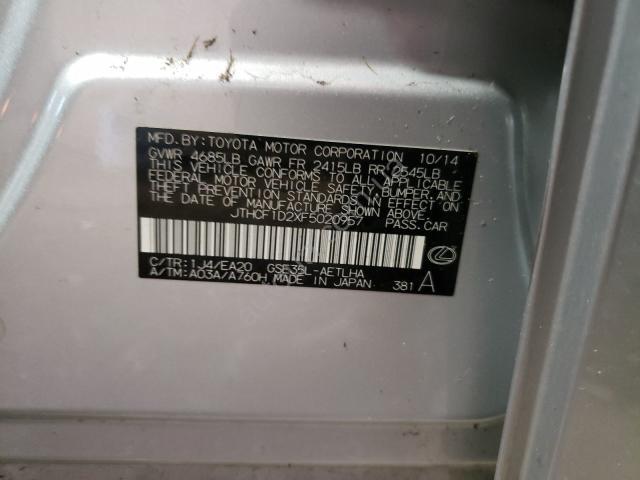 MFD. BY: TOYOTA MOTOR CORPORATION 10/14
GVWR 4685LB GAWR FR 2415LB RR 2545LB
THIS VEHICLE CONFORMS TO ALL APPLICABLE
FEDERAL MOTOR VEHICLE SAFETY, BUMPER, AND
THEFT PREVENTION STANDARDS IN EFFECT ON
THE DATE OF MANUFACTURE SHOWN ABOVE.
JTHCF1D2XF5020957 PASS.CAR
C/TR:1J4/EA20 GSE35L-AETLHA
A/TM:A03A/A760H MADE IN JAPAN 381 A